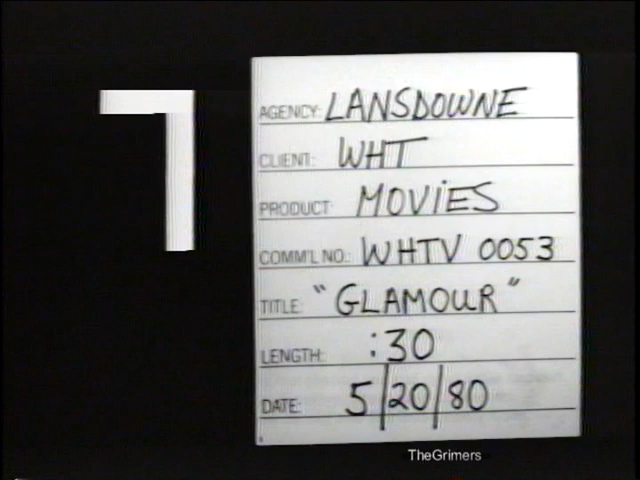 7
AGENCY: LANSDOWNE
CLIENT: WHT
PRODUCT: MOVIES
COMM'L NO.: WHTV 0053
TITLE: "GLAMOUR"
LENGTH: :30
DATE: 5/20/80
TheGrimers